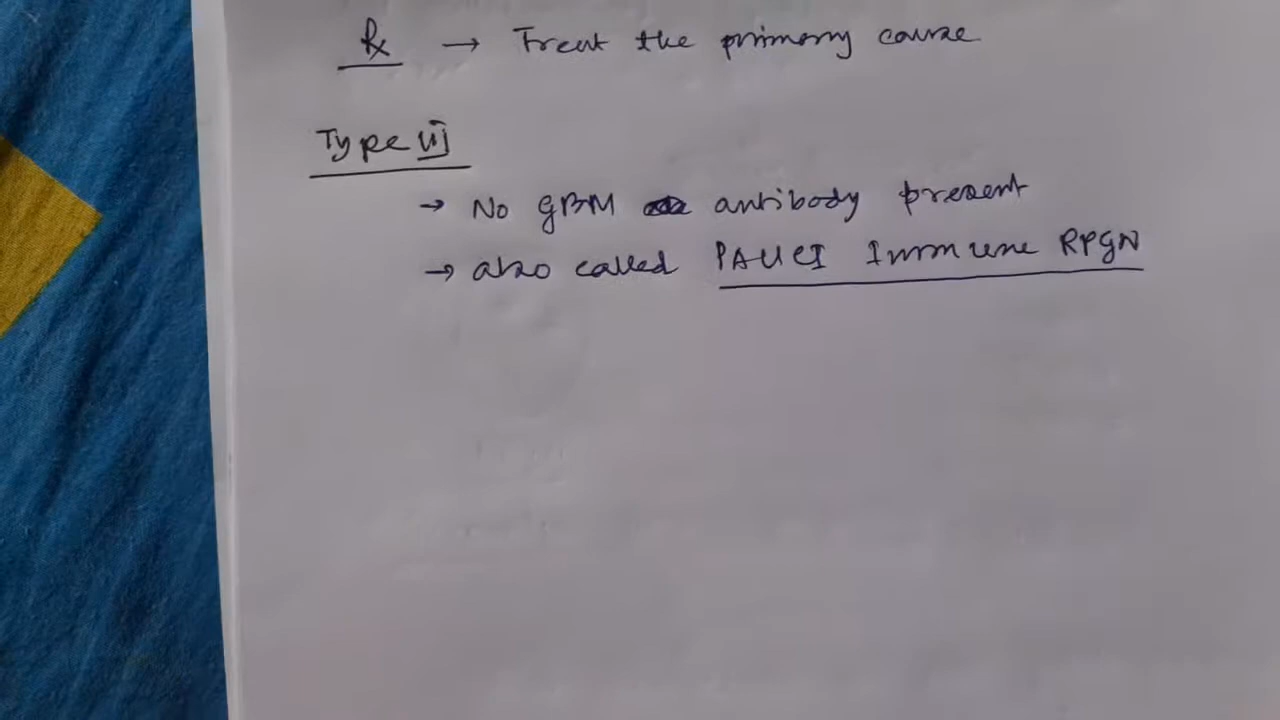 Rx → Treat the primary cause
Type III
→ No GBM antibody present
→ also called PAUCI Immune RPGN